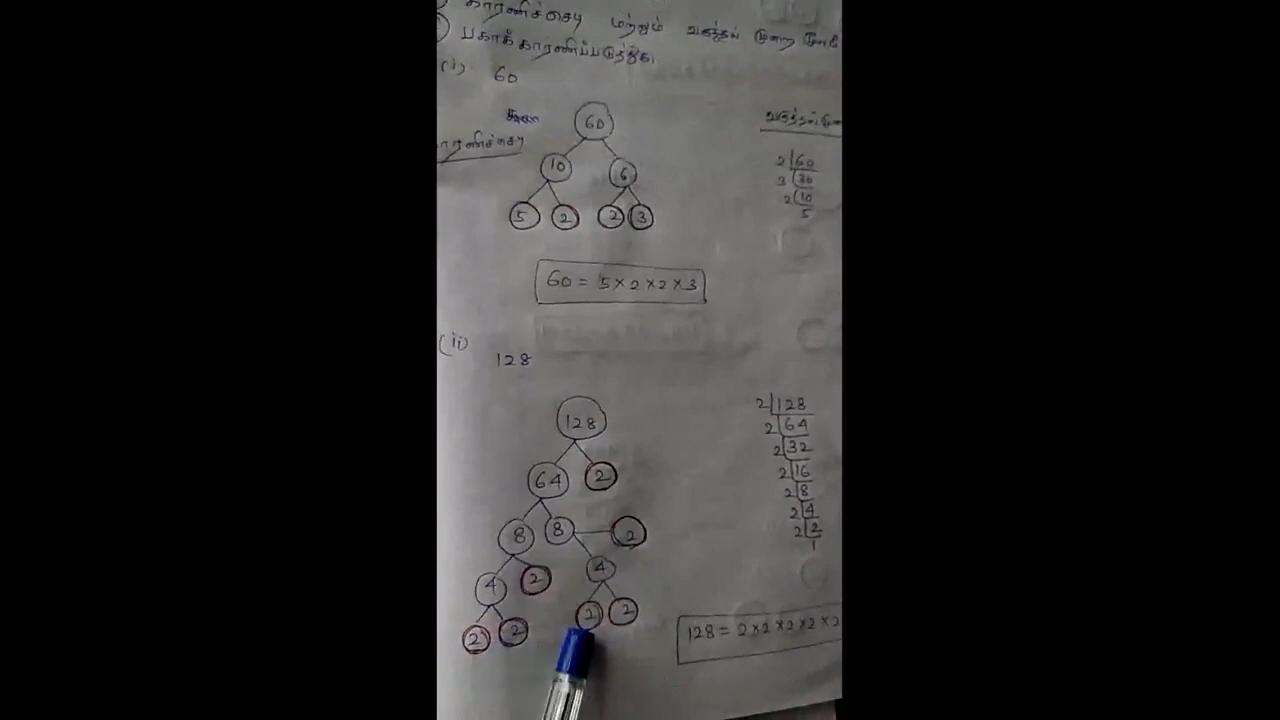 காரணிச்செடி மற்றும் வகுத்தல் முறை
பகாக் காரணிப்படுத்துக.
(i) 60
60
10 6
5 2 2 3
2 60
3 30
2 10
5
60 = 5 × 2 × 2 × 3
(ii)
128
128
64 2
8 8 2
4 2 4
2 2 2 2
2 128
2 64
2 32
2 16
2 8
2 4
2 2
1
128 = 2 × 2 × 2 × 2 × 2